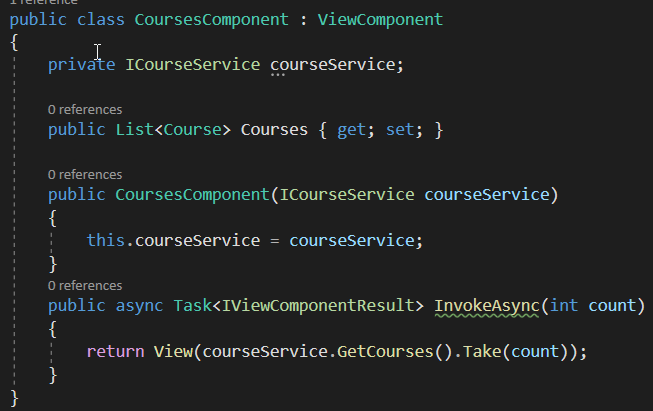 1 reference
public class CoursesComponent : ViewComponent
{
private ICourseService courseService;
0 references
public List<Course> Courses { get; set; }
0 references
public CoursesComponent(ICourseService courseService)
{
this.courseService = courseService;
}
0 references
public async Task<IViewComponentResult> InvokeAsync(int count)
{
return View(courseService.GetCourses().Take(count));
}
}